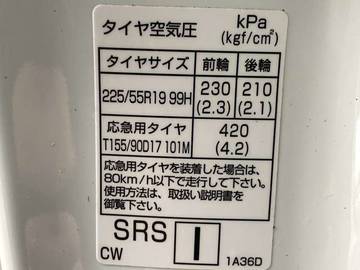 タイヤ空気圧 kPa
(kgf/cm²)
タイヤサイズ 前輪 後輪
225/55R19 99H 230 210
(2.3) (2.1)
応急用タイヤ 420
T155/90D17 101M (4.2)
応急用タイヤを装着した場合は、
80km/h以下で走行して下さい。
使用方法は、取扱い説明書を
御覧下さい。
SRS I
CW 1A36D